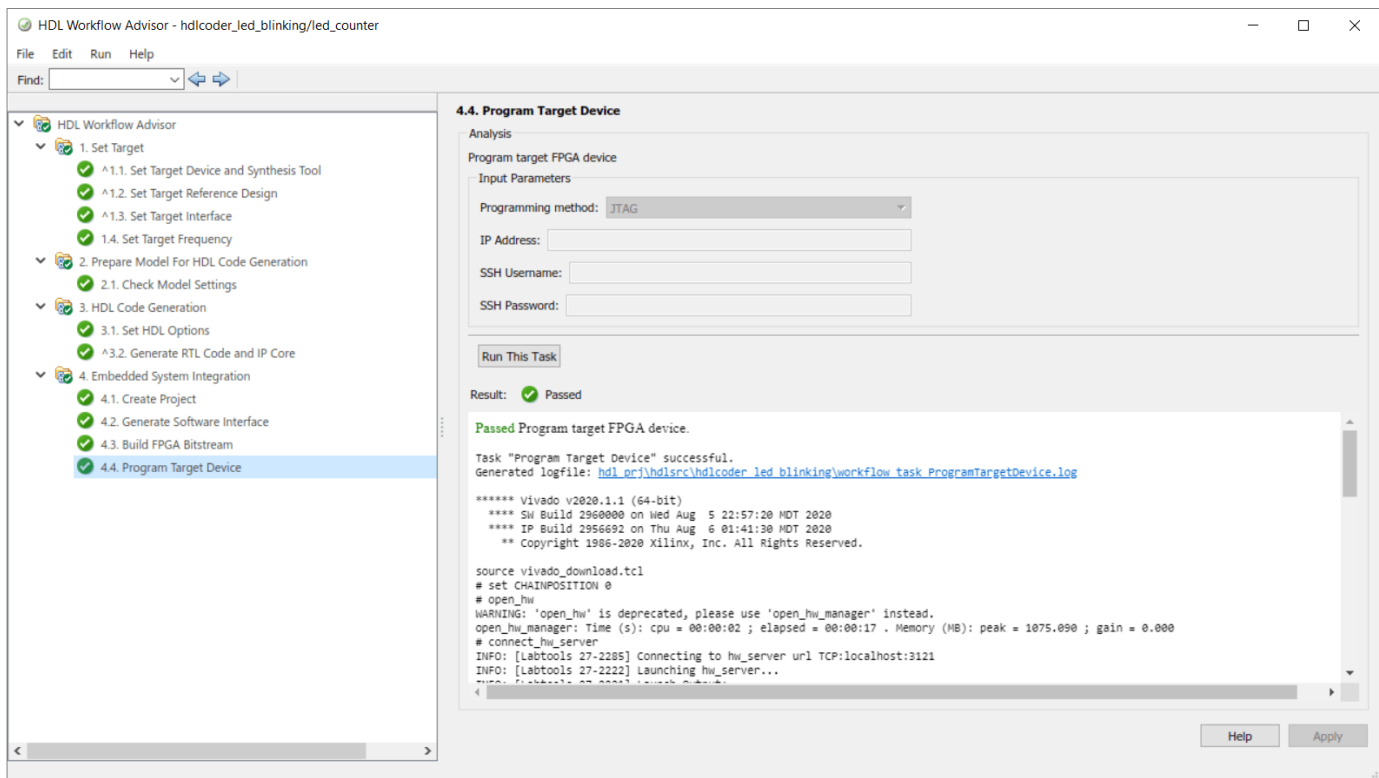 HDL Workflow Advisor - hdlcoder_led_blinking/led_counter
File Edit Run Help
Find:
HDL Workflow Advisor
1. Set Target
^1.1. Set Target Device and Synthesis Tool
^1.2. Set Target Reference Design
^1.3. Set Target Interface
1.4. Set Target Frequency
2. Prepare Model For HDL Code Generation
2.1. Check Model Settings
3. HDL Code Generation
3.1. Set HDL Options
^3.2. Generate RTL Code and IP Core
4. Embedded System Integration
4.1. Create Project
4.2. Generate Software Interface
4.3. Build FPGA Bitstream
4.4. Program Target Device
4.4. Program Target Device
Analysis
Program target FPGA device
Input Parameters
Programming method: JTAG
IP Address:
SSH Username:
SSH Password:
Run This Task
Result: Passed
Passed Program target FPGA device.
Task "Program Target Device" successful.
Generated logfile: hdl_prj\hdlsrc\hdlcoder_led_blinking\workflow_task_ProgramTargetDevice.log
****** Vivado v2020.1.1 (64-bit)
**** SW Build 2960000 on Wed Aug 5 22:57:20 MDT 2020
**** IP Build 2956692 on Thu Aug 6 01:41:30 MDT 2020
** Copyright 1986-2020 Xilinx, Inc. All Rights Reserved.
source vivado_download.tcl
# set CHAINPOSITION 0
# open_hw
WARNING: 'open_hw' is deprecated, please use 'open_hw_manager' instead.
open_hw_manager: Time (s): cpu = 00:00:02 ; elapsed = 00:00:17 . Memory (MB): peak = 1075.090 ; gain = 0.000
# connect_hw_server
INFO: [Labtools 27-2285] Connecting to hw_server url TCP:localhost:3121
INFO: [Labtools 27-2222] Launching hw_server...
Help
Apply